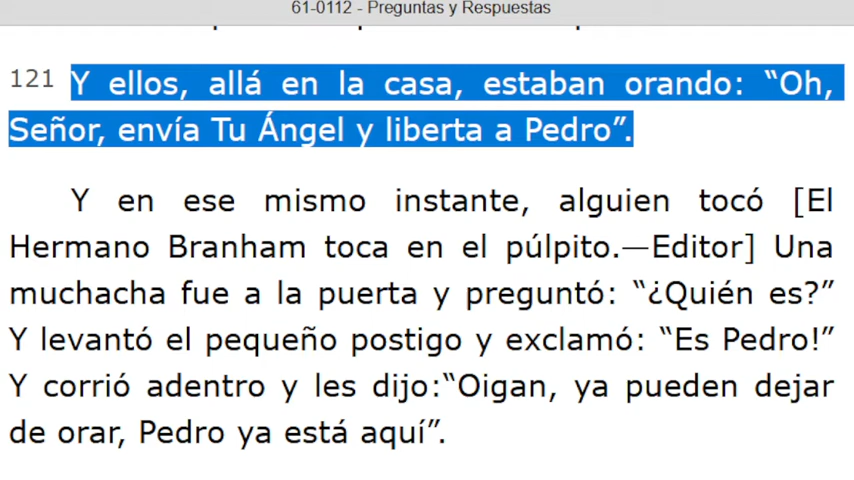 61-0112 - Preguntas y Respuestas
121 Y ellos, allá en la casa, estaban orando: “Oh,
Señor, envía Tu Ángel y liberta a Pedro”.
Y en ese mismo instante, alguien tocó [El
Hermano Branham toca en el púlpito.—Editor] Una
muchacha fue a la puerta y preguntó: “¿Quién es?”
Y levantó el pequeño postigo y exclamó: “Es Pedro!”
Y corrió adentro y les dijo:“Oigan, ya pueden dejar
de orar, Pedro ya está aquí”.